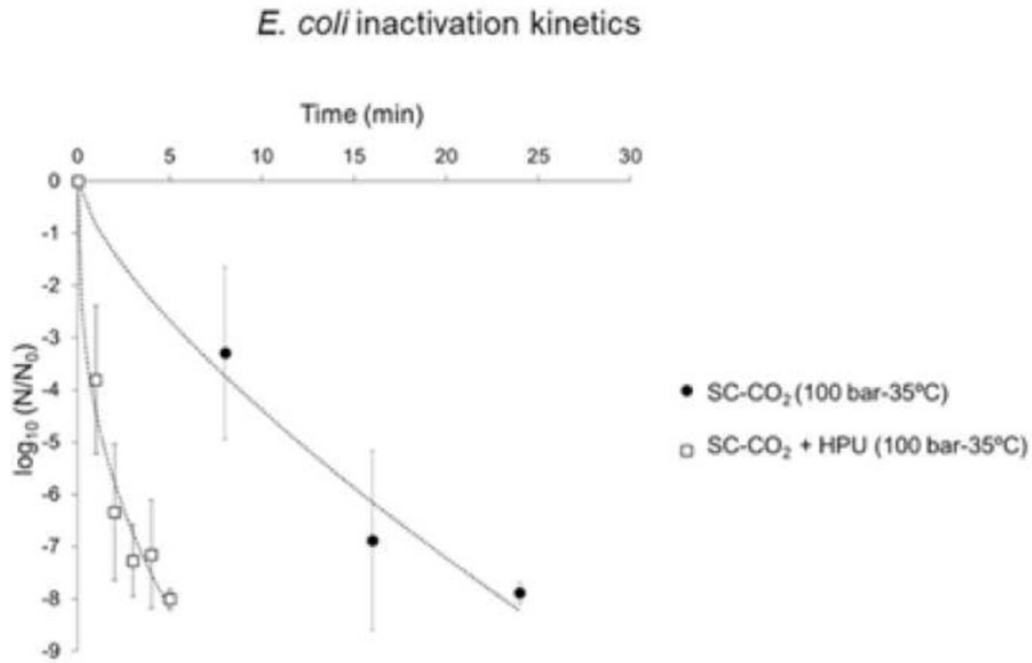 E. coli inactivation kinetics
Time (min)
0 5 10 15 20 25 30
0
-1
-2
-3
-4
-5
-6
-7
-8
-9
log₁₀ (N/N₀)
SC-CO₂ (100 bar-35ºC)
SC-CO₂ + HPU (100 bar-35ºC)